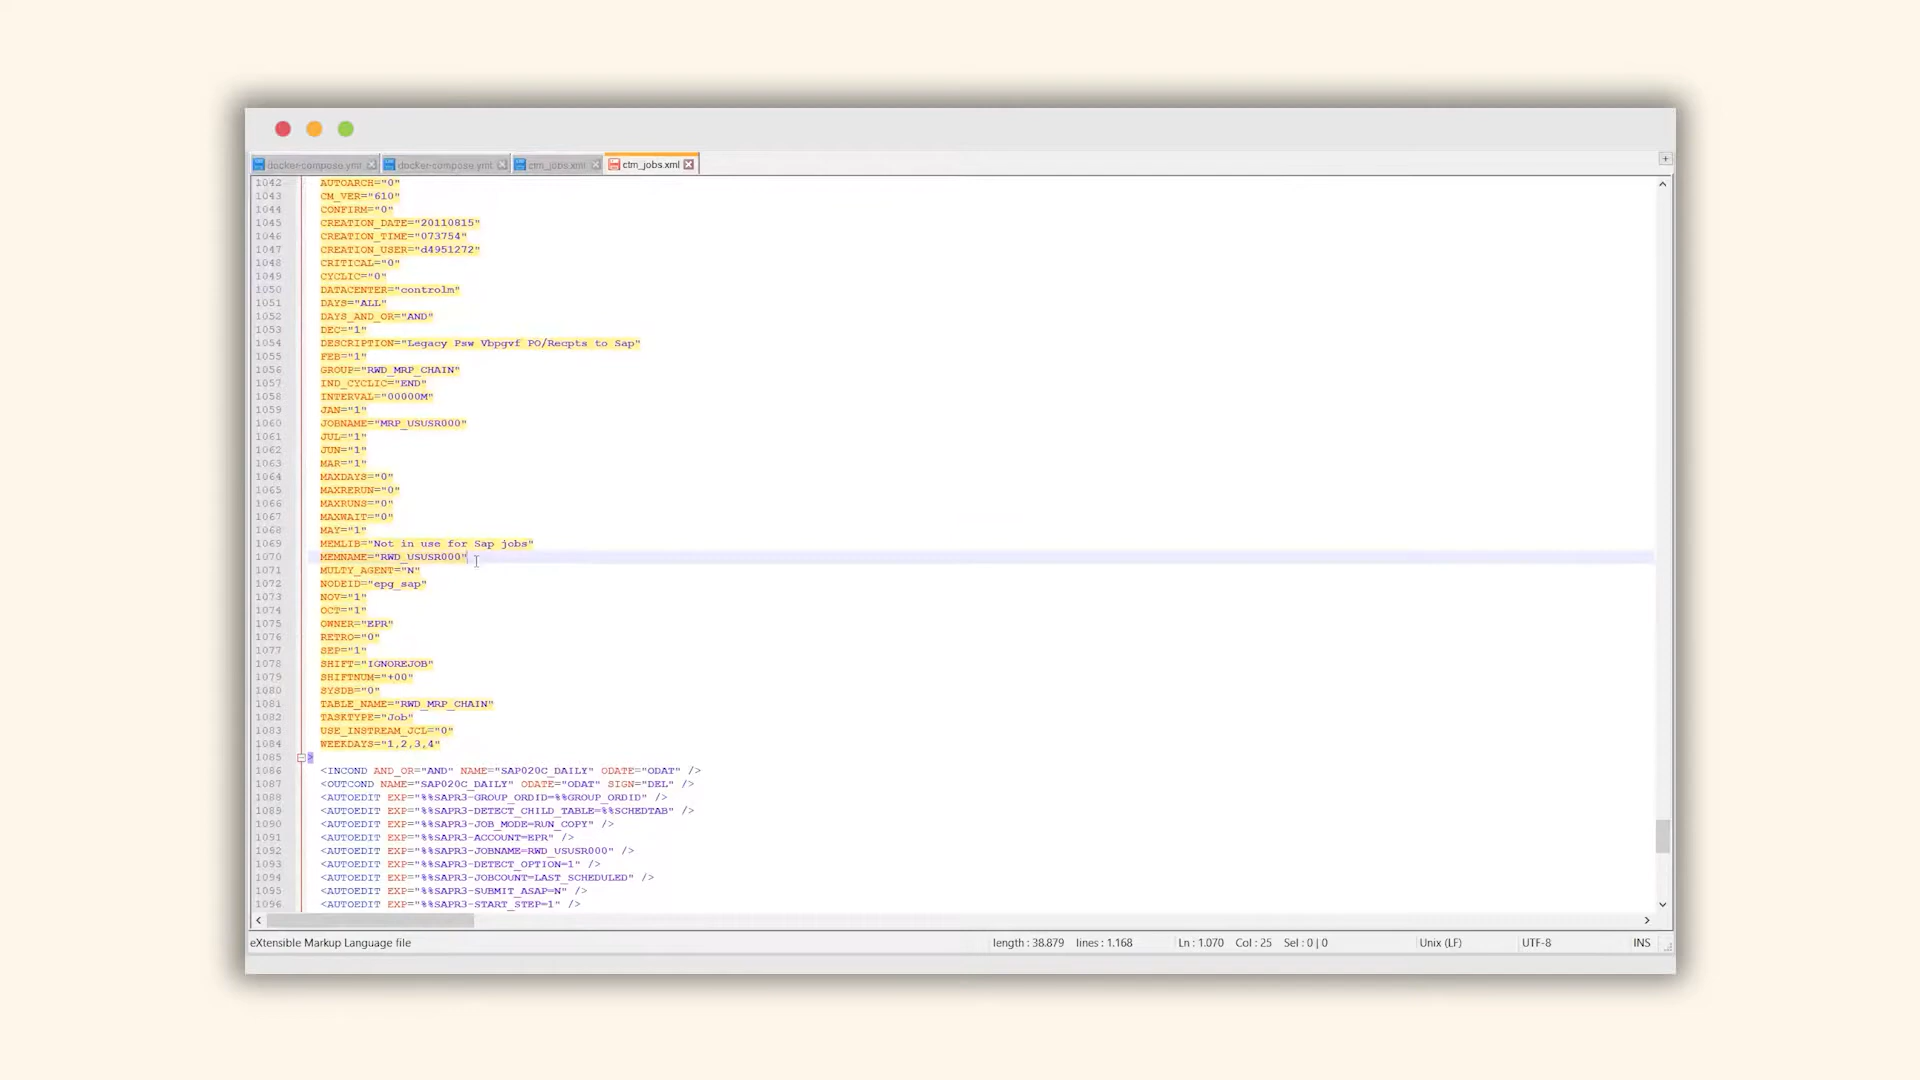 docker-compose.yml docker-compose.yml ctm_jobs.xml ctm_jobs.xml
1042 AUTOARCH="0"
1043 CM_VER="610"
1044 CONFIRM="0"
1045 CREATION_DATE="20110815"
1046 CREATION_TIME="073754"
1047 CREATION_USER="d4951272"
1048 CRITICAL="0"
1049 CYCLIC="0"
1050 DATACENTER="controlm"
1051 DAYS="ALL"
1052 DAYS_AND_OR="AND"
1053 DEC="1"
1054 DESCRIPTION="Legacy Psw Vbpgvf PO/Recpts to Sap"
1055 FEB="1"
1056 GROUP="RWD_MRP_CHAIN"
1057 IND_CYCLIC="END"
1058 INTERVAL="00000M"
1059 JAN="1"
1060 JOBNAME="MRP_USUSR000"
1061 JUL="1"
1062 JUN="1"
1063 MAR="1"
1064 MAXDAYS="0"
1065 MAXRERUN="0"
1066 MAXRUNS="0"
1067 MAXWAIT="0"
1068 MAY="1"
1069 MEMLIB="Not in use for Sap jobs"
1070 MEMNAME="RWD_USUSR000"
1071 MULTY_AGENT="N"
1072 NODEID="epg_sap"
1073 NOV="1"
1074 OCT="1"
1075 OWNER="EPR"
1076 RETRO="0"
1077 SEP="1"
1078 SHIFT="IGNOREJOB"
1079 SHIFTNUM="+00"
1080 SYSDB="0"
1081 TABLE_NAME="RWD_MRP_CHAIN"
1082 TASKTYPE="Job"
1083 USE_INSTREAM_JCL="0"
1084 WEEKDAYS="1,2,3,4"
1085 >
1086 <INCOND AND_OR="AND" NAME="SAP020C_DAILY" ODATE="ODAT" />
1087 <OUTCOND NAME="SAP020C_DAILY" ODATE="ODAT" SIGN="DEL" />
1088 <AUTOEDIT EXP="%%SAPR3-GROUP_ORDID=%%GROUP_ORDID" />
1089 <AUTOEDIT EXP="%%SAPR3-DETECT_CHILD_TABLE=%%SCHEDTAB" />
1090 <AUTOEDIT EXP="%%SAPR3-JOB_MODE=RUN_COPY" />
1091 <AUTOEDIT EXP="%%SAPR3-ACCOUNT=EPR" />
1092 <AUTOEDIT EXP="%%SAPR3-JOBNAME=RWD_USUSR000" />
1093 <AUTOEDIT EXP="%%SAPR3-DETECT_OPTION=1" />
1094 <AUTOEDIT EXP="%%SAPR3-JOBCOUNT=LAST_SCHEDULED" />
1095 <AUTOEDIT EXP="%%SAPR3-SUBMIT_ASAP=N" />
1096 <AUTOEDIT EXP="%%SAPR3-START_STEP=1" />
eXtensible Markup Language file length : 38.879 lines : 1.168 Ln : 1.070 Col : 25 Sel : 0 | 0 Unix (LF) UTF-8 INS